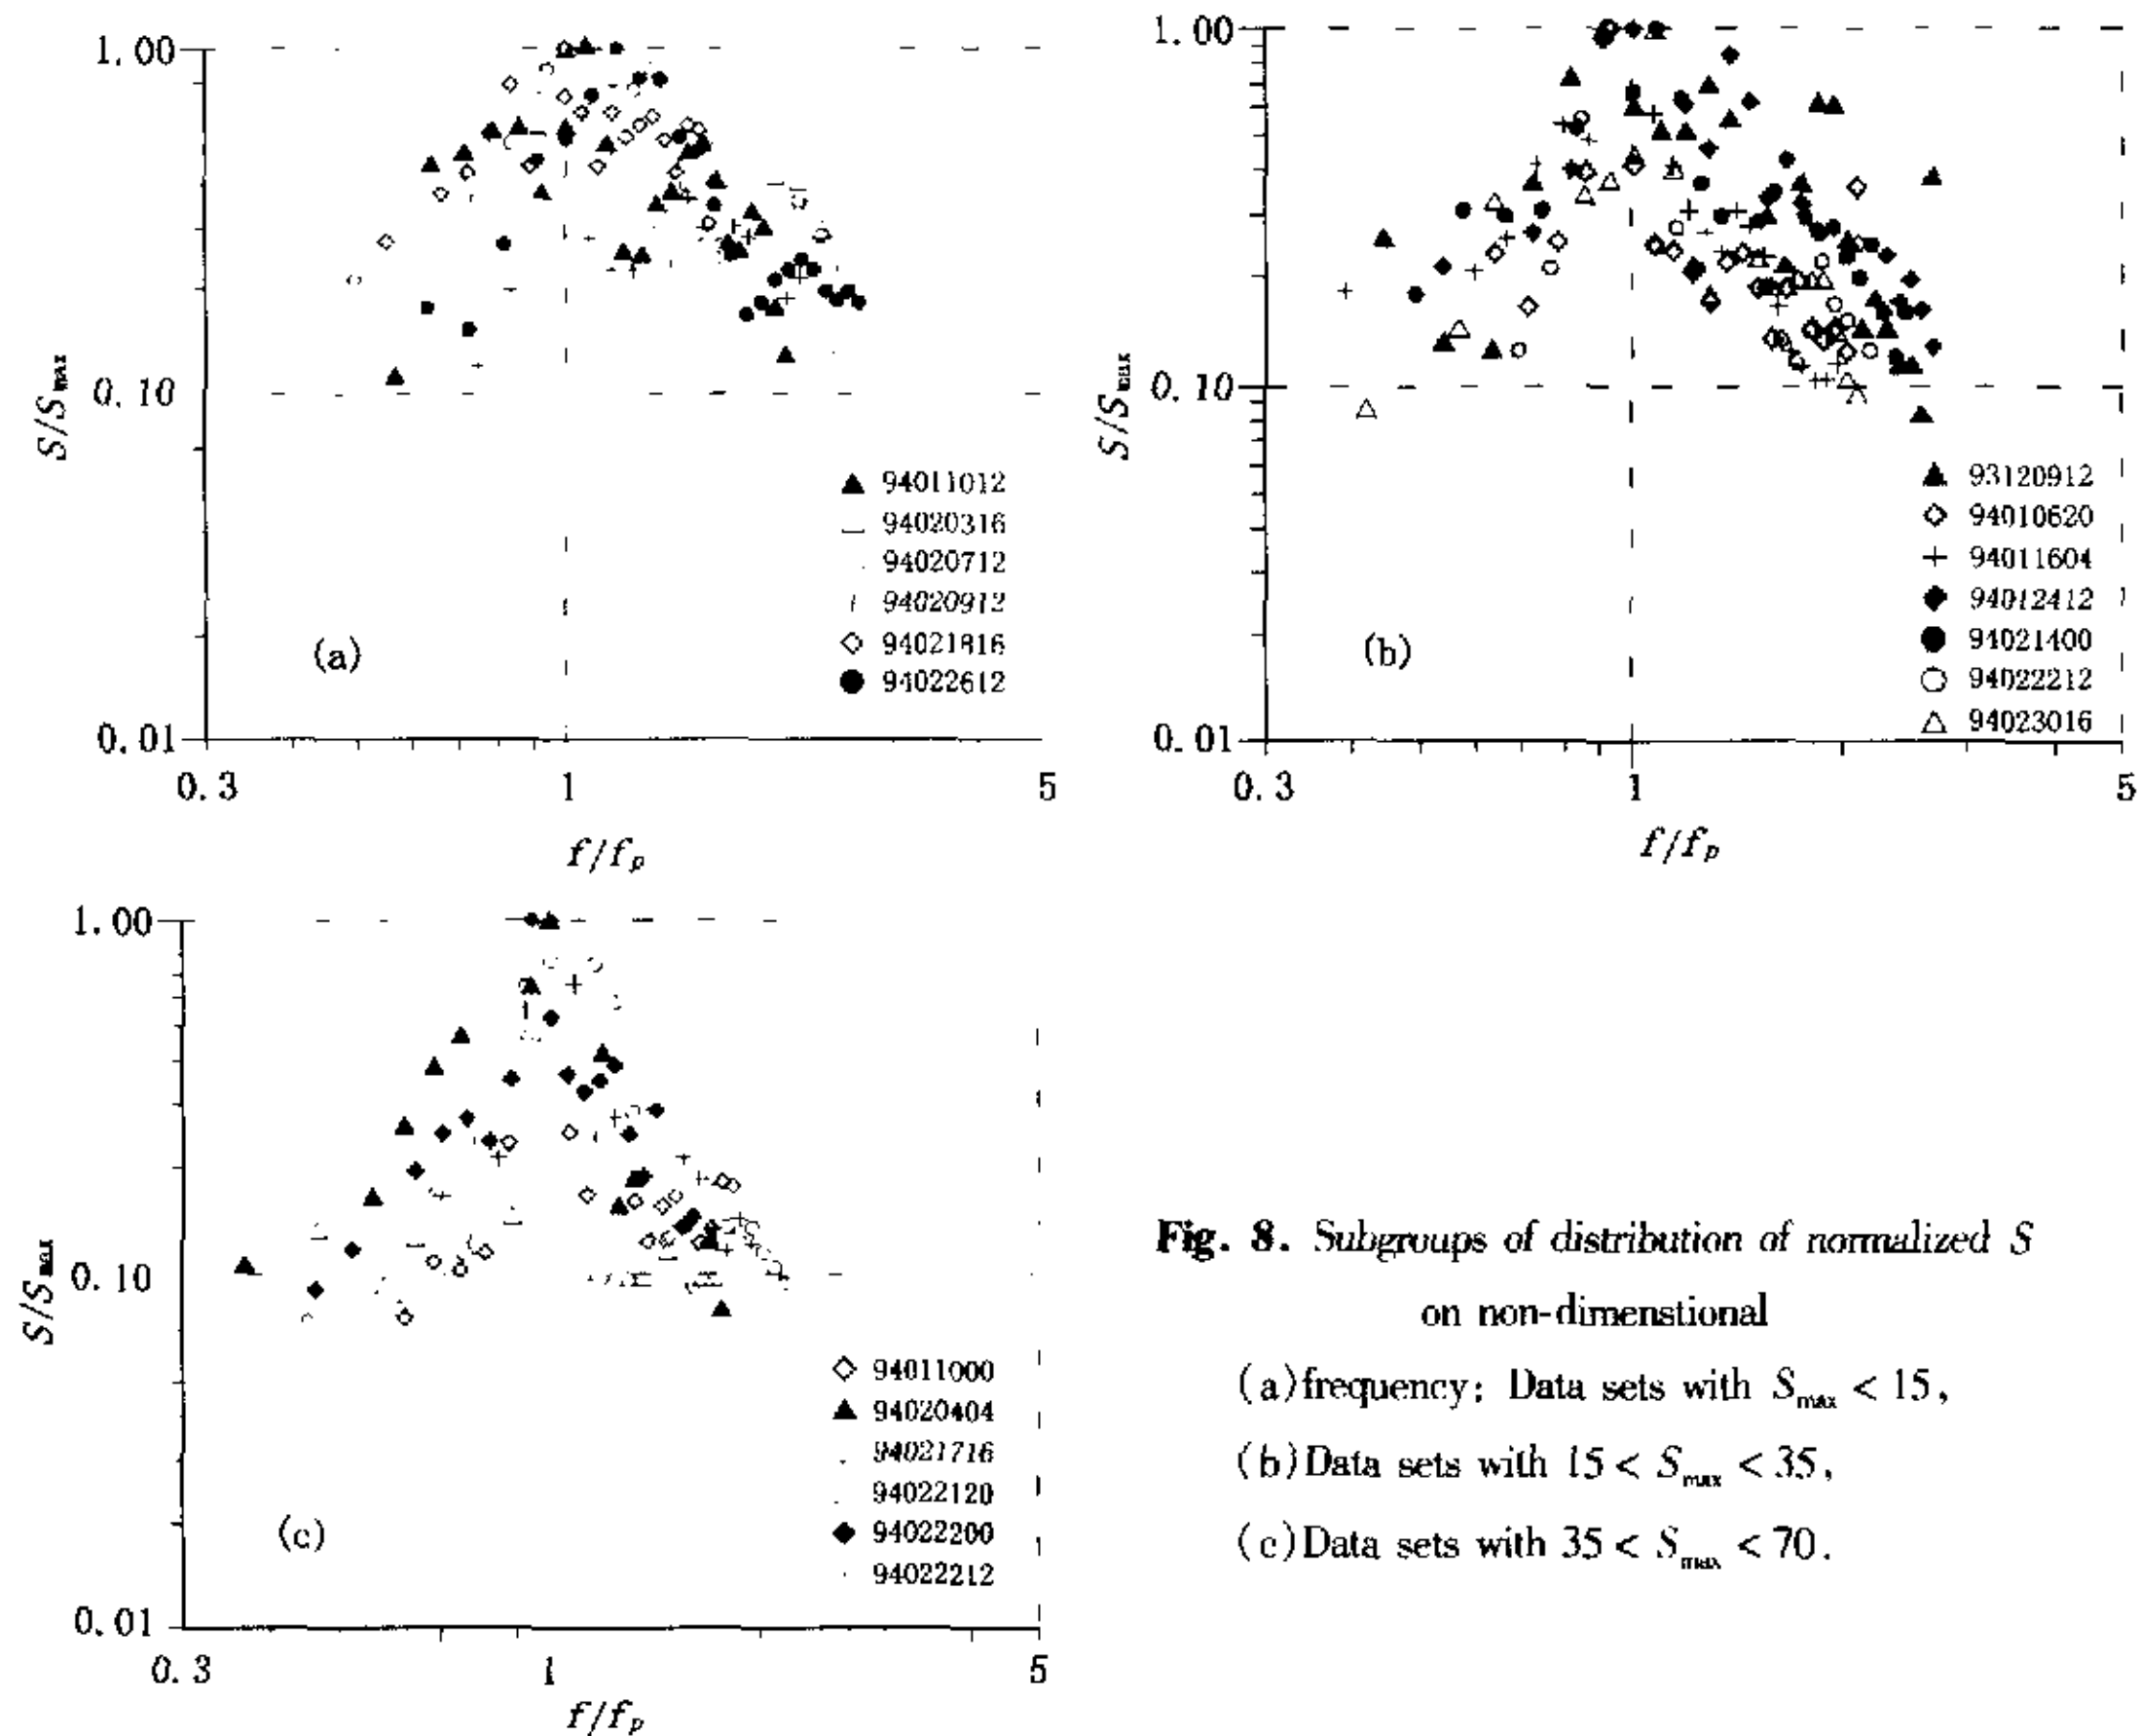 1.00
0.10
0.01
S/Smax
0.3
1
5
f/fp
(a)
94011012
94020316
94020712
94020912
94021816
94022612
1.00
0.10
0.01
S/Smax
0.3
1
5
f/fp
(b)
93120912
94010620
94011604
94012412
94021400
94022212
94023016
1.00
0.10
0.01
S/Smax
0.3
1
5
f/fp
(c)
94011000
94020404
94021716
94022120
94022200
94022212
Fig. 8. Subgroups of distribution of normalized S
on non-dimenstional
(a)frequency; Data sets with Smax < 15,
(b)Data sets with 15 < Smax < 35,
(c)Data sets with 35 < Smax < 70.